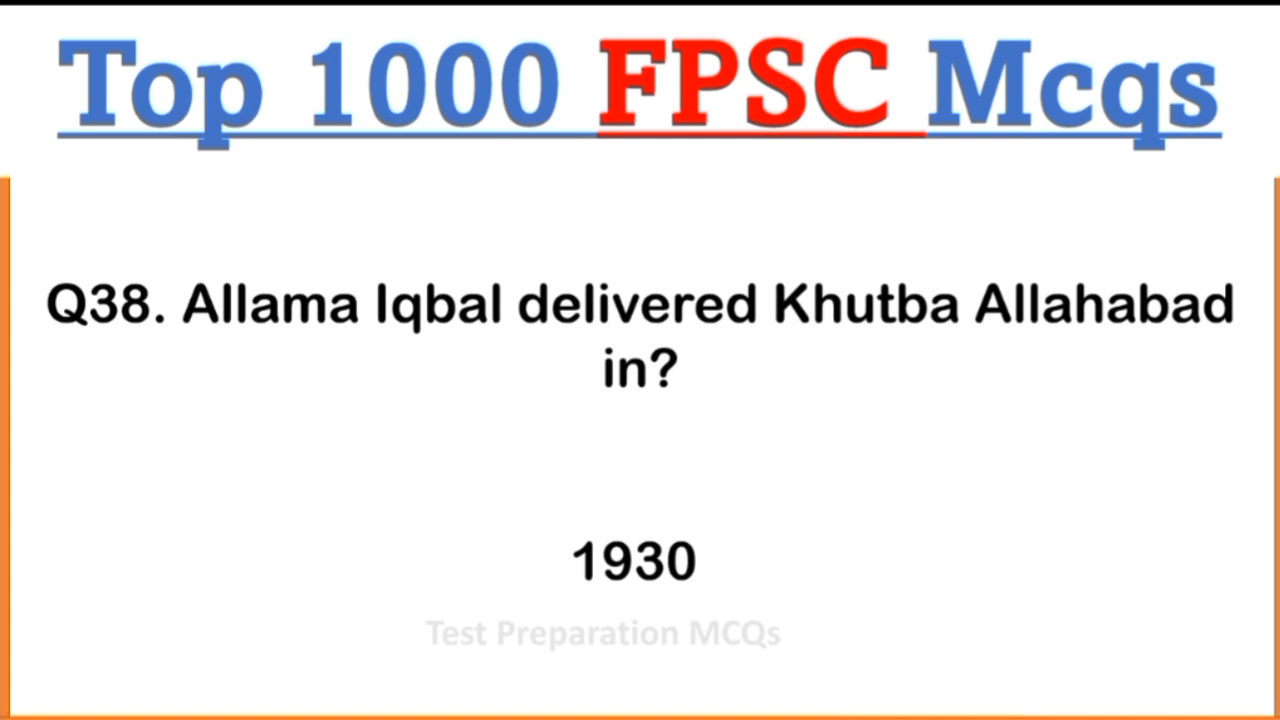 Top 1000 FPSC Mcqs
Q38. Allama Iqbal delivered Khutba Allahabad
in?
1930
Test Preparation MCQs